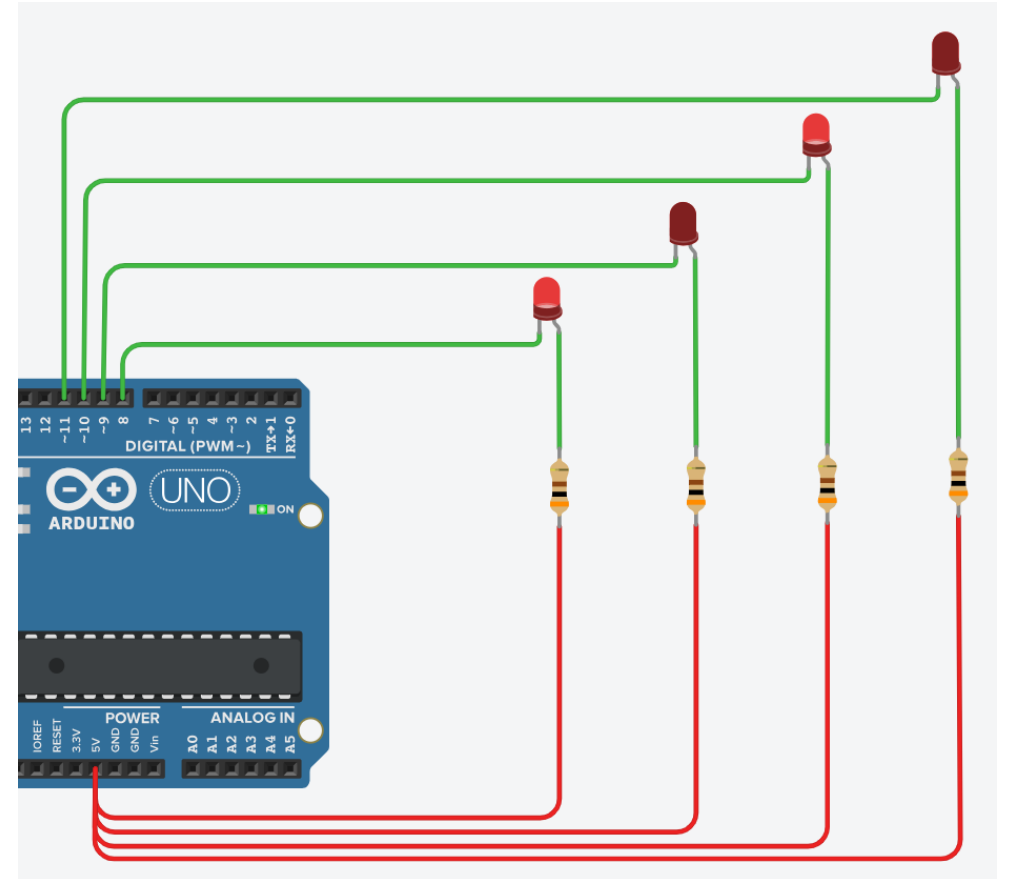 13
12
~11
~10
~9
8
7
~6
~5
4
~3
2
TX→1
RX←0
DIGITAL (PWM~)
UNO
ARDUINO
ON
POWER
ANALOG IN
IOREF
RESET
3.3V
5V
GND
GND
Vin
A0
A1
A2
A3
A4
A5